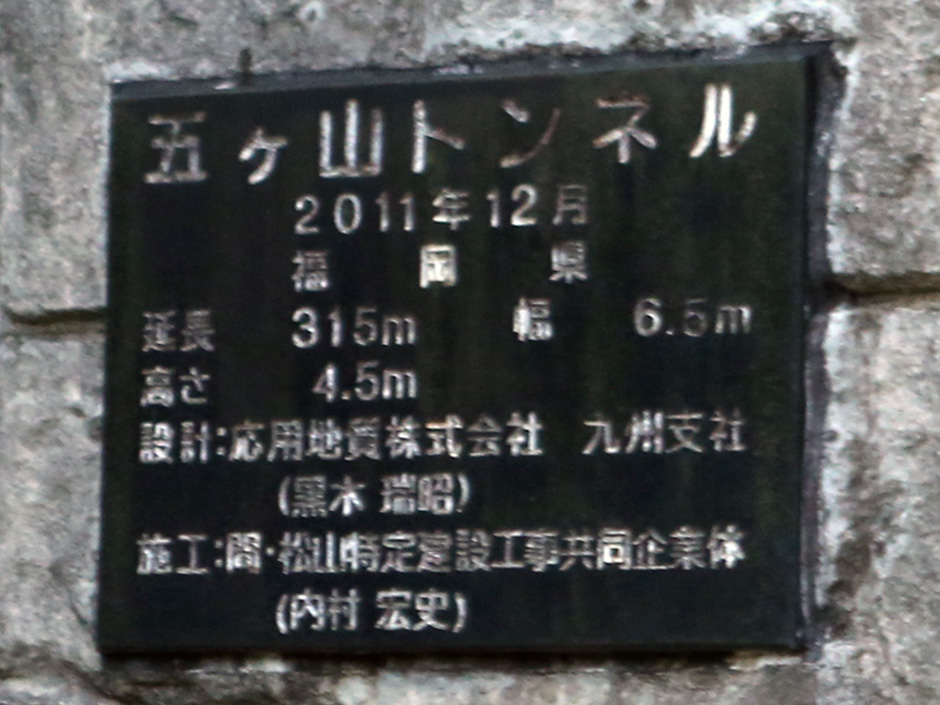 五ヶ山トンネル
2011年12月
福岡県
延長 315m 幅 6.5m
高さ 4.5m
設計:応用地質株式会社 九州支社
(黒木 瑞昭)
施工:間・松山特定建設工事共同企業体
(内村 宏史)